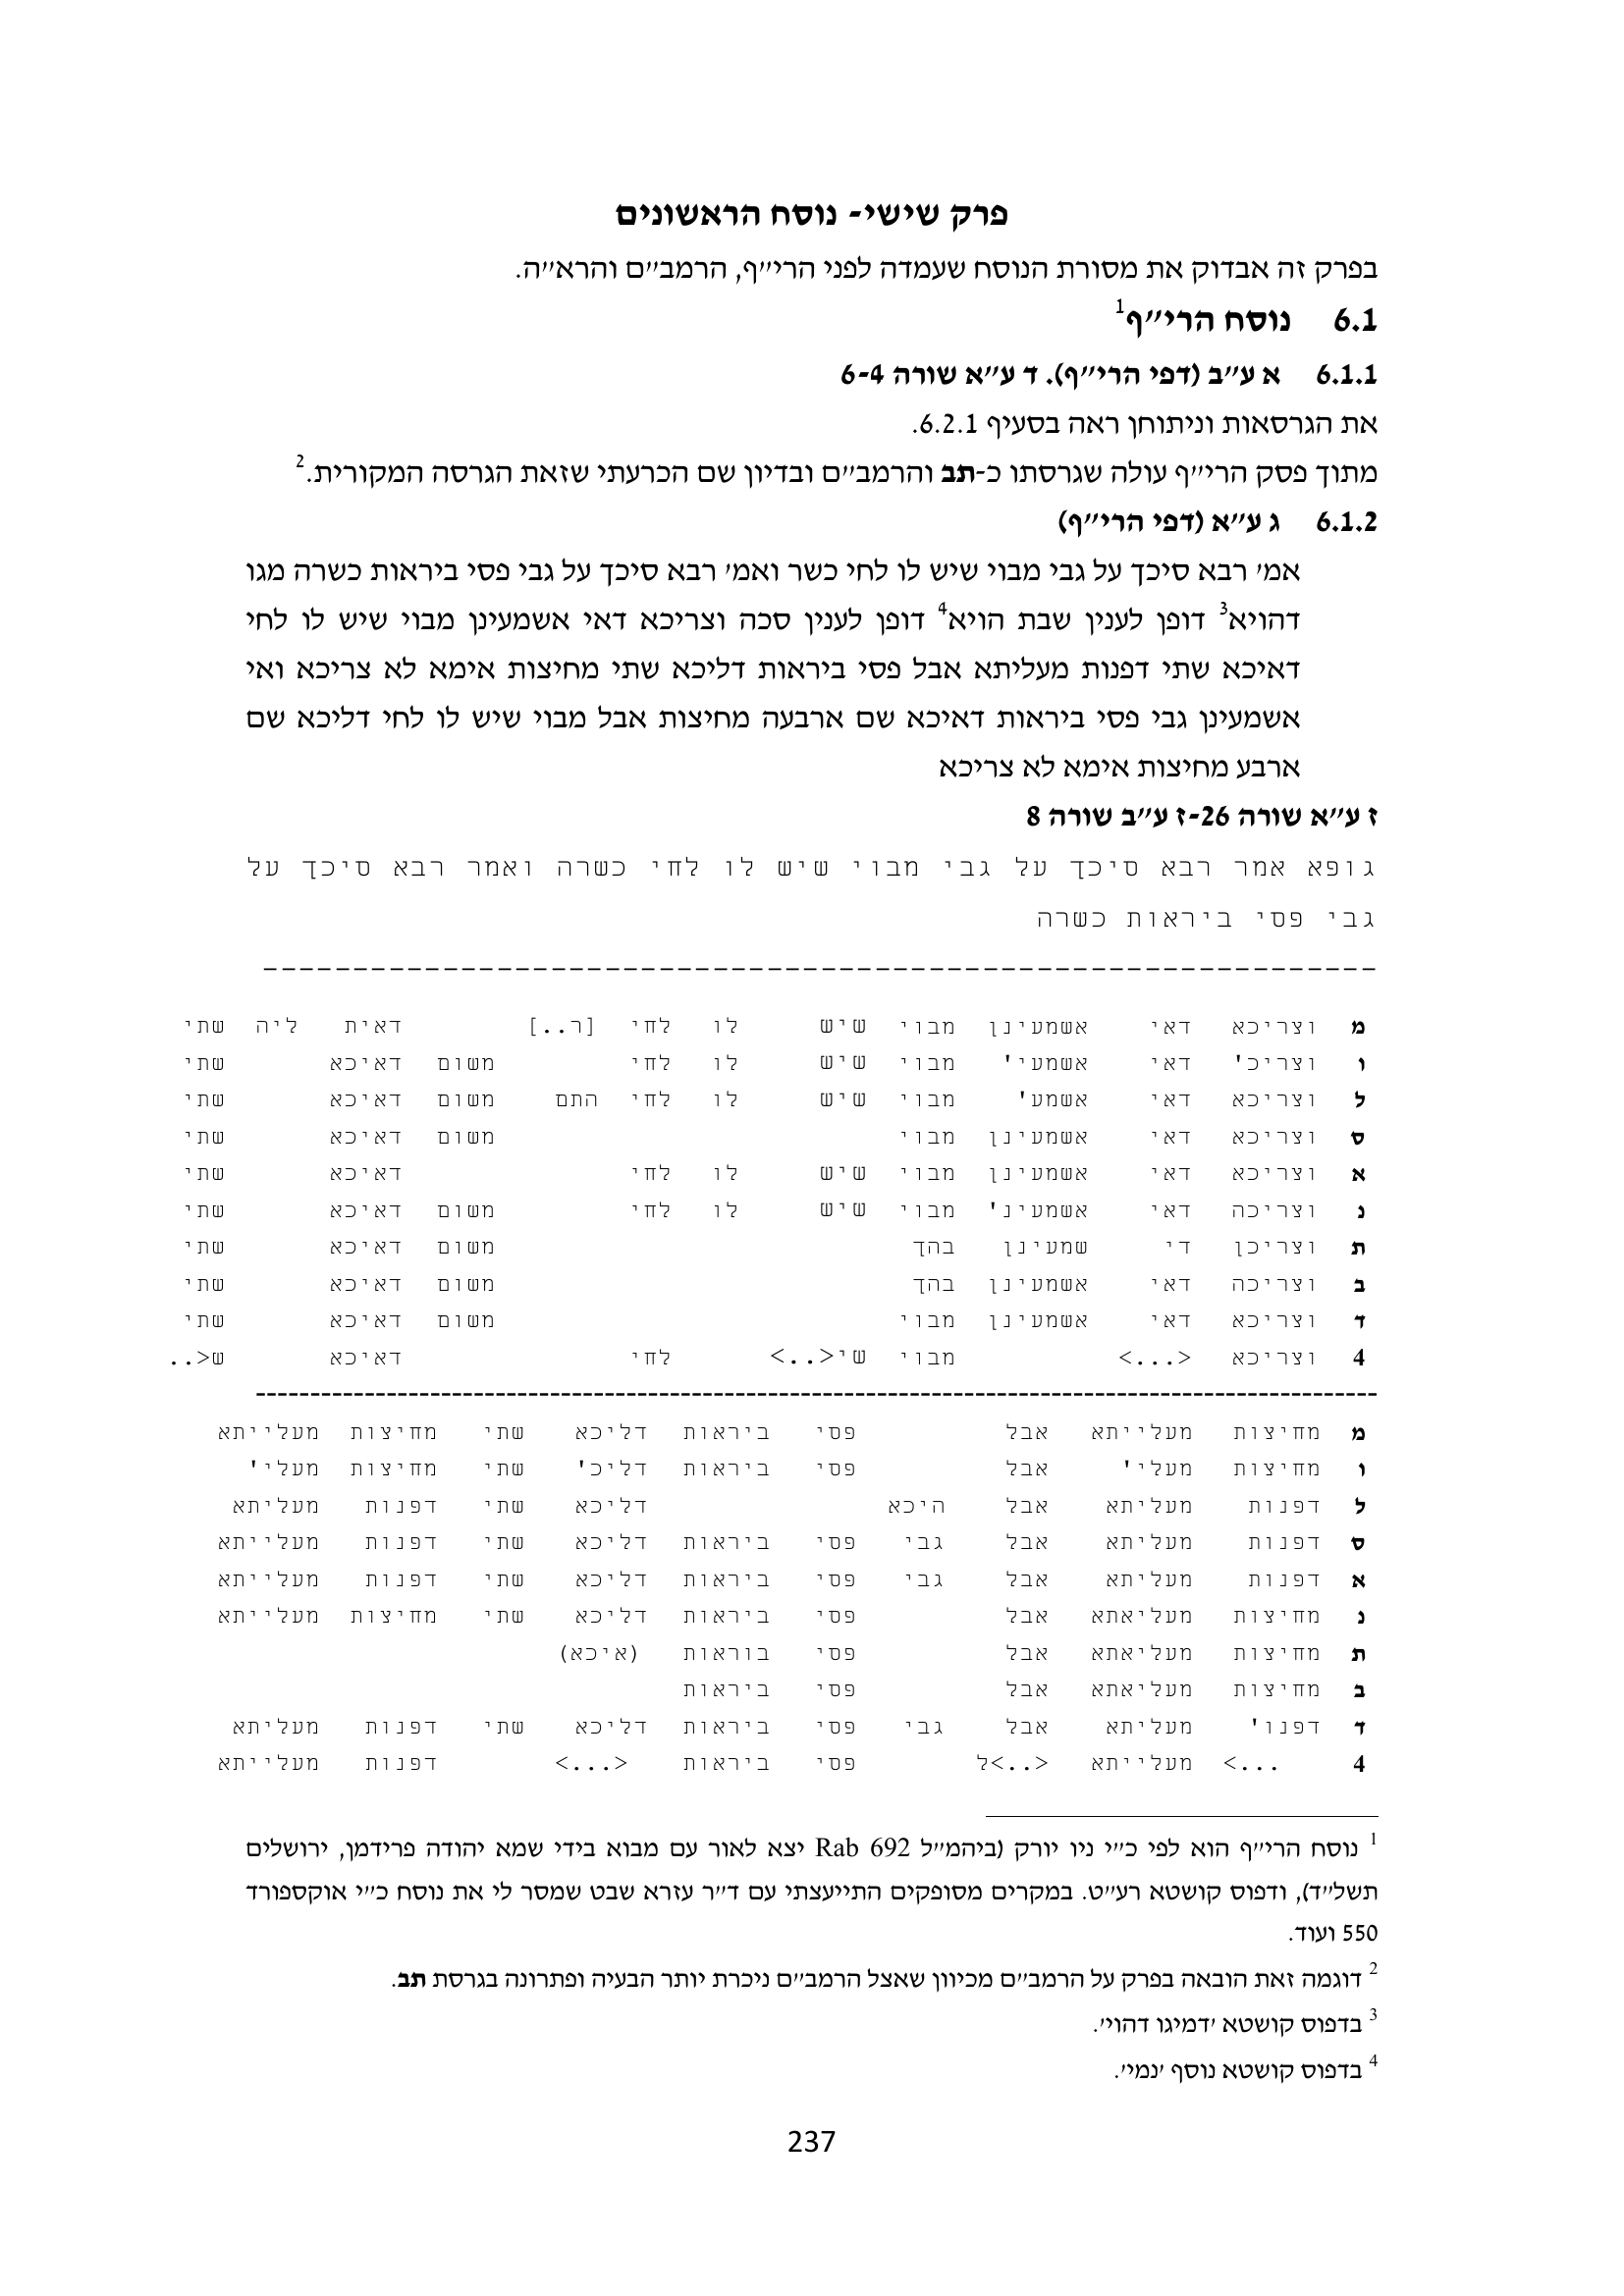 פרק שישי- נוסח הראשונים
בפרק זה אבדוק את מסורת הנוסח שעמדה לפני הרי״ף, הרמב״ם והרא״ה.
6.1 נוסח הרי״ף1
6.1.1 א ע״ב (דפי הרי״ף). ד ע״א שורה 6-4
את הגרסאות וניתוחן ראה בסעיף 6.2.1.
מתוך פסק הרי״ף עולה שגרסתו כ-תב והרמב״ם ובדיון שם הכרעתי שזאת הגרסה המקורית.2
6.1.2 ג ע״א (דפי הרי״ף)
אמ׳ רבא סיכך על גבי מבוי שיש לו לחי כשר ואמ׳ רבא סיכך על גבי פסי ביראות כשרה מגו
דהויא3 דופן לענין שבת הויא4 דופן לענין סכה וצריכא דאי אשמעינן מבוי שיש לו לחי
דאיכא שתי דפנות מעליתא אבל פסי ביראות דליכא שתי מחיצות אימא לא צריכא ואי
אשמעינן גבי פסי ביראות דאיכא שם ארבעה מחיצות אבל מבוי שיש לו לחי דליכא שם
ארבע מחיצות אימא לא צריכא
ז ע״א שורה 26-ז ע״ב שורה 8
גופא אמר רבא סיכך על גבי מבוי שיש לו לחי כשרה ואמר רבא סיכך על
גבי פסי ביראות כשרה
מ וצריכא דאי אשמעינן מבוי שיש לו לחי [ר..] דאית ליה שתי
ו וצריכ' דאי אשמעי' מבוי שיש לו לחי משום דאיכא שתי
ל וצריכא דאי אשמע' מבוי שיש לו לחי התם משום דאיכא שתי
ס וצריכא דאי אשמעינן מבוי משום דאיכא שתי
א וצריכא דאי אשמעינן מבוי שיש לו לחי דאיכא שתי
נ וצריכה דאי אשמעינ' מבוי שיש לו לחי משום דאיכא שתי
ת וצריכן די שמעינן בהך משום דאיכא שתי
ב וצריכה דאי אשמעינן בהך משום דאיכא שתי
ד וצריכא דאי אשמעינן מבוי משום דאיכא שתי
4 וצריכא <...> מבוי שי<..> לחי דאיכא ש<..
מ מחיצות מעלייתא אבל פסי ביראות דליכא שתי מחיצות מעלייתא
ו מחיצות מעלי' אבל פסי ביראות דליכ' שתי מחיצות מעלי'
ל דפנות מעליתא אבל היכא דליכא שתי דפנות מעליתא
ס דפנות מעליתא אבל גבי פסי ביראות דליכא שתי דפנות מעלייתא
א דפנות מעליתא אבל גבי פסי ביראות דליכא שתי דפנות מעלייתא
נ מחיצות מעליאתא אבל פסי ביראות דליכא שתי מחיצות מעלייתא
ת מחיצות מעליאתא אבל פסי בוראות (איכא)
ב מחיצות מעליאתא אבל פסי ביראות
ד דפנו' מעליתא אבל גבי פסי ביראות דליכא שתי דפנות מעליתא
4 ...> מעלייתא <..>ל פסי ביראות <...> דפנות מעלייתא
1 נוסח הרי״ף הוא לפי כ״י ניו יורק (ביהמ״ל Rab 692 יצא לאור עם מבוא בידי שמא יהודה פרידמן, ירושלים
תשל״ד), ודפוס קושטא רע״ט. במקרים מסופקים התייעצתי עם ד״ר עזרא שבט שמסר לי את נוסח כ״י אוקספורד
550 ועוד.
2 דוגמה זאת הובאה בפרק על הרמב״ם מכיוון שאצל הרמב״ם ניכרת יותר הבעיה ופתרונה בגרסת תב.
3 בדפוס קושטא ׳דמיגו דהוי׳.
4 בדפוס קושטא נוסף ׳נמי׳.
237